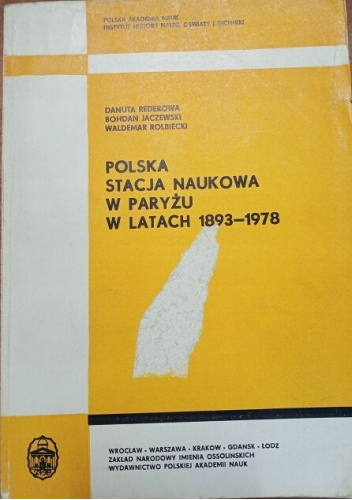 POLSKA AKADEMIA NAUK
INSTYTUT HISTORII NAUKI, OŚWIATY I TECHNIKI
DANUTA REDEROWA
BOHDAN JACZEWSKI
WALDEMAR ROLBIECKI
POLSKA
STACJA NAUKOWA
W PARYŻU
W LATACH 1893–1978
WROCŁAW • WARSZAWA • KRAKÓW • GDAŃSK • ŁÓDŹ
ZAKŁAD NARODOWY IMIENIA OSSOLIŃSKICH
WYDAWNICTWO POLSKIEJ AKADEMII NAUK